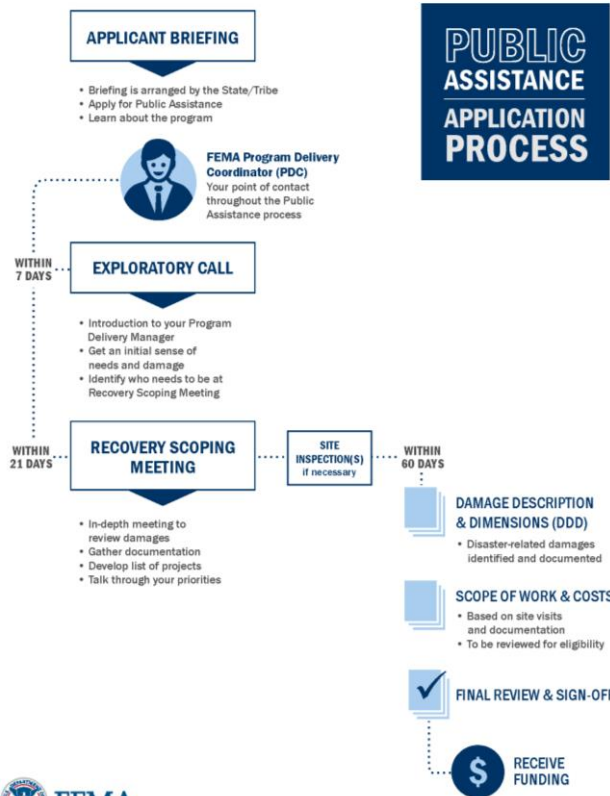 PUBLIC
ASSISTANCE
APPLICATION
PROCESS
APPLICANT BRIEFING
• Briefing is arranged by the State/Tribe
• Apply for Public Assistance
• Learn about the program
FEMA Program Delivery
Coordinator (PDC)
Your point of contact
throughout the Public
Assistance process
WITHIN
7 DAYS
EXPLORATORY CALL
• Introduction to your Program
Delivery Manager
• Get an initial sense of
needs and damage
• Identify who needs to be at
Recovery Scoping Meeting
WITHIN
21 DAYS
RECOVERY SCOPING
MEETING
• In-depth meeting to
review damages
• Gather documentation
• Develop list of projects
• Talk through your priorities
SITE
INSPECTION(S)
if necessary
WITHIN
60 DAYS
DAMAGE DESCRIPTION
& DIMENSIONS (DDD)
• Disaster-related damages
identified and documented
SCOPE OF WORK & COSTS
• Based on site visits
and documentation
• To be reviewed for eligibility
FINAL REVIEW & SIGN-OFF
$
RECEIVE
FUNDING
FEMA